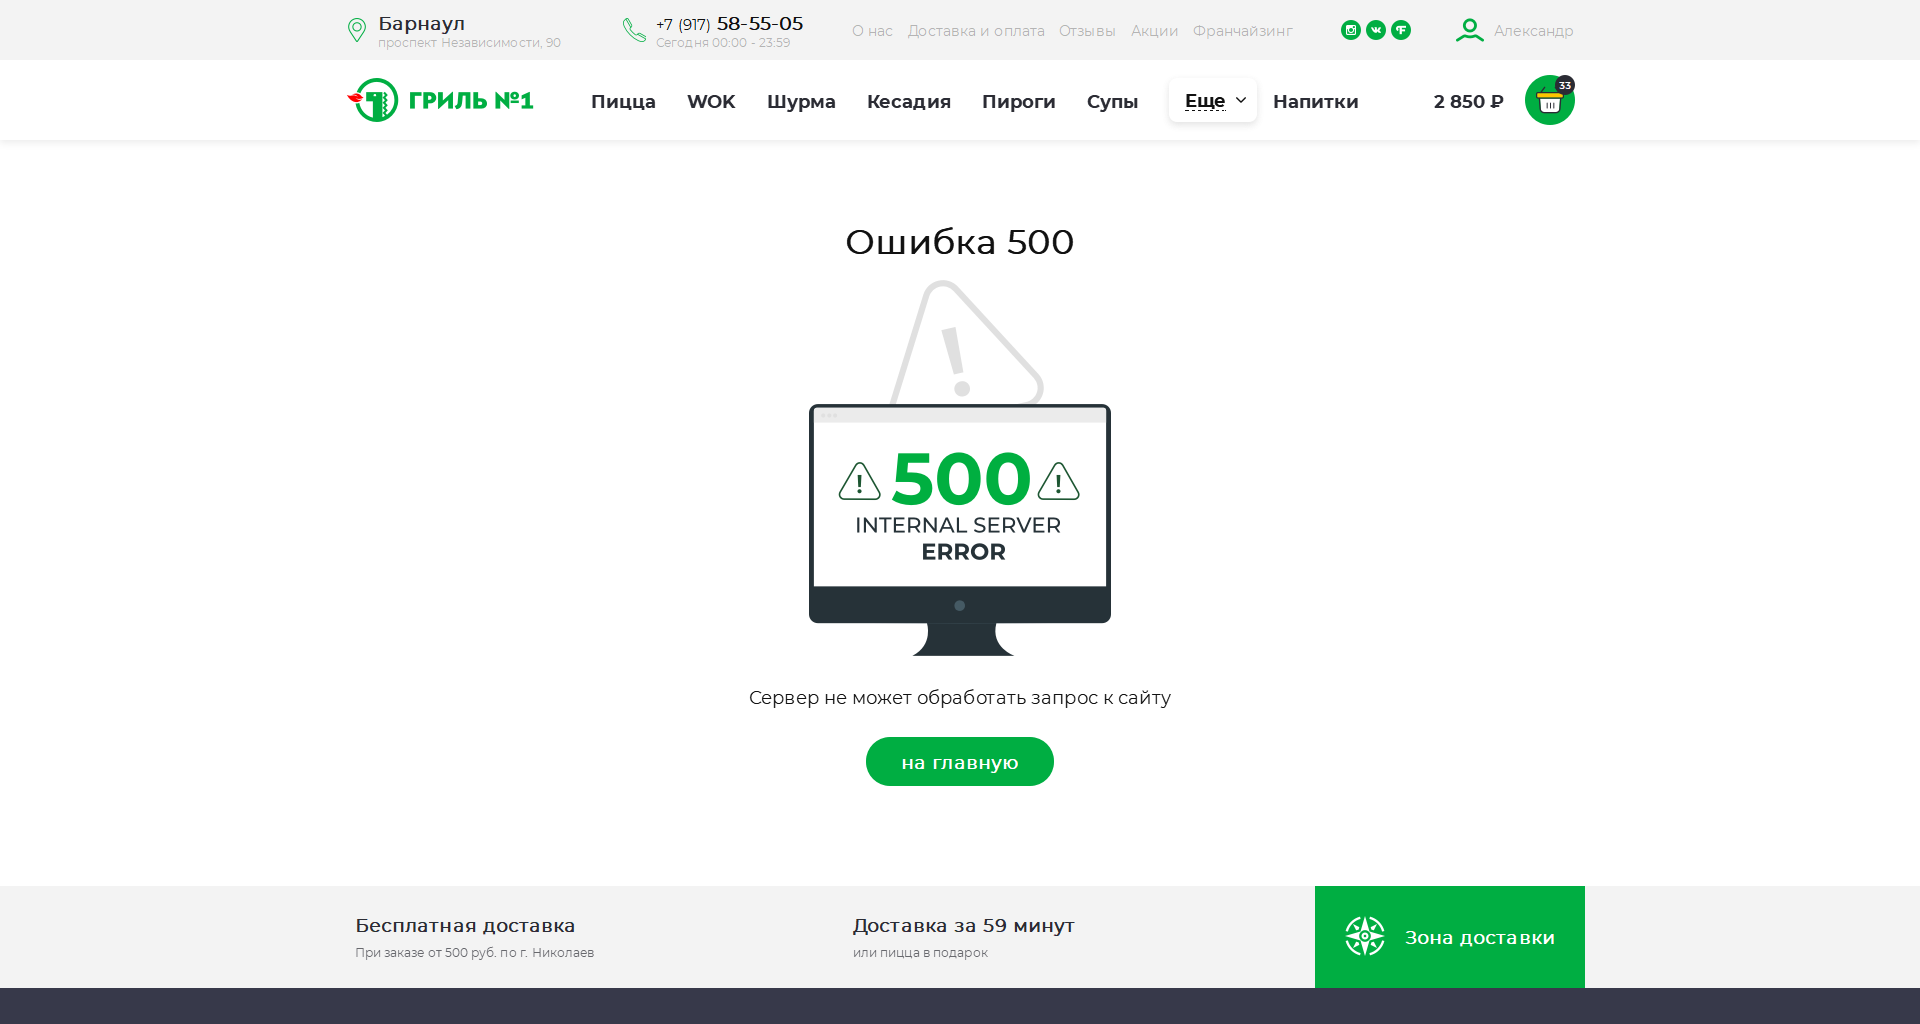 Барнаул
проспект Независимости, 90
+7 (917) 58-55-05
Сегодня 00:00 - 23:59
О нас Доставка и оплата Отзывы Акции Франчайзинг
Александр
ГРИЛЬ №1
Пицца WOK Шурма Кесадия Пироги Супы Еще Напитки
2 850 ₽
33
Ошибка 500
500
INTERNAL SERVER
ERROR
Сервер не может обработать запрос к сайту
на главную
Бесплатная доставка
При заказе от 500 руб. по г. Николаев
Доставка за 59 минут
или пицца в подарок
Зона доставки